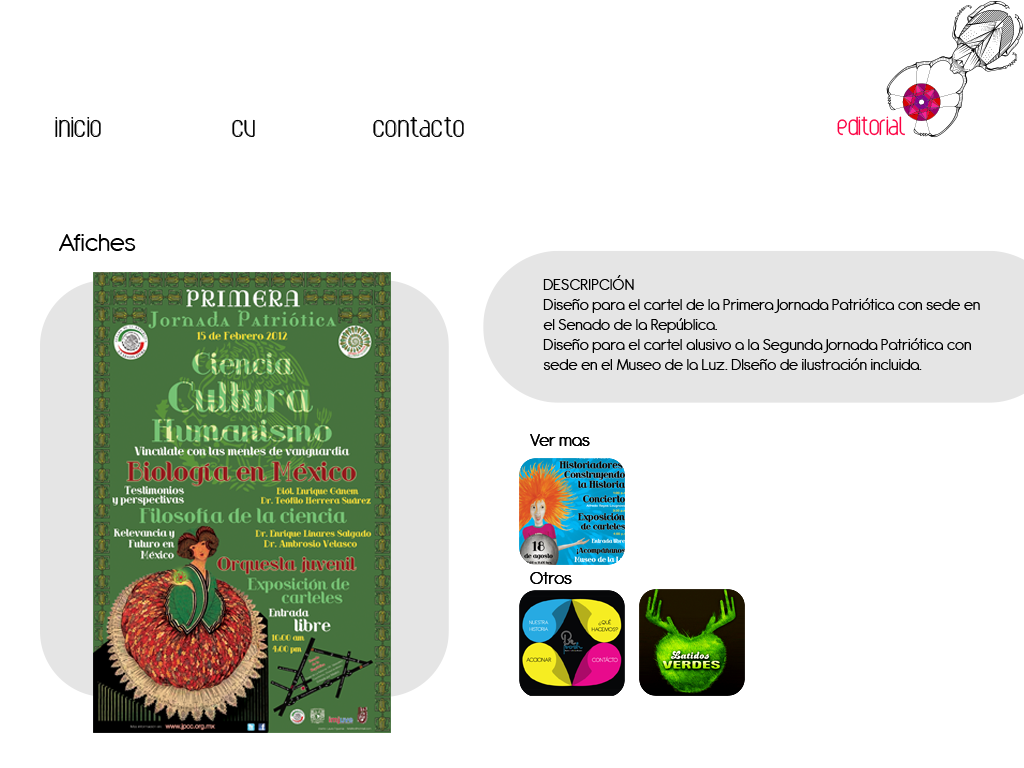 inicio
cv
contacto
editorial
Afiches
PRIMERA
Jornada Patriótica
15 de Febrero 2012
Ciencia
Cultura
Humanismo
Vinculate con las mentes de vanguardia
Biología en México
Testimonios
y perspectivas
Biól. Enrique Gánem
Dr. Teófilo Herrera Suárez
Filosofía de la ciencia
Relevancia y
Futuro en
México
Dr. Enrique Linares Salgado
Dr. Ambrosio Velasco
Orquesta juvenil
Exposición de
carteles
Entrada
libre
10:00 am
4:00 pm
www.jpcc.org.mx
DESCRIPCIÓN
Diseño para el cartel de la Primera Jornada Patriótica con sede en
el Senado de la República.
Diseño para el cartel alusivo a la Segunda Jornada Patriótica con
sede en el Museo de la Luz. DIseño de ilustración incluida.
Ver mas
Historiadores
Construyendo
la Historia
Concierto
Exposición
de carteles
Entrada libre
¡Acompáñanos
Museo de la L
18
de agosto
Otros
NUESTRA
HISTORIA
¿QUÉ
HACEMOS?
ACCIONAR
CONTÁCTO
Latidos
VERDES